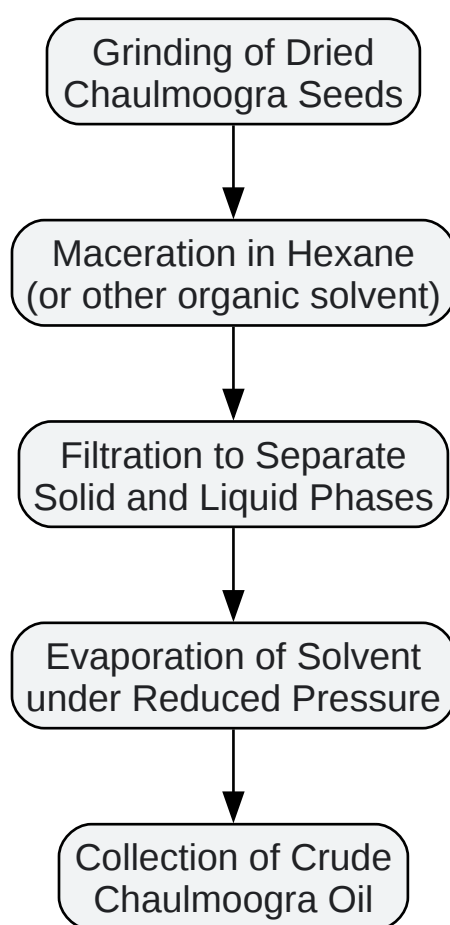 Grinding of Dried
Chaulmoogra Seeds
Maceration in Hexane
(or other organic solvent)
Filtration to Separate
Solid and Liquid Phases
Evaporation of Solvent
under Reduced Pressure
Collection of Crude
Chaulmoogra Oil